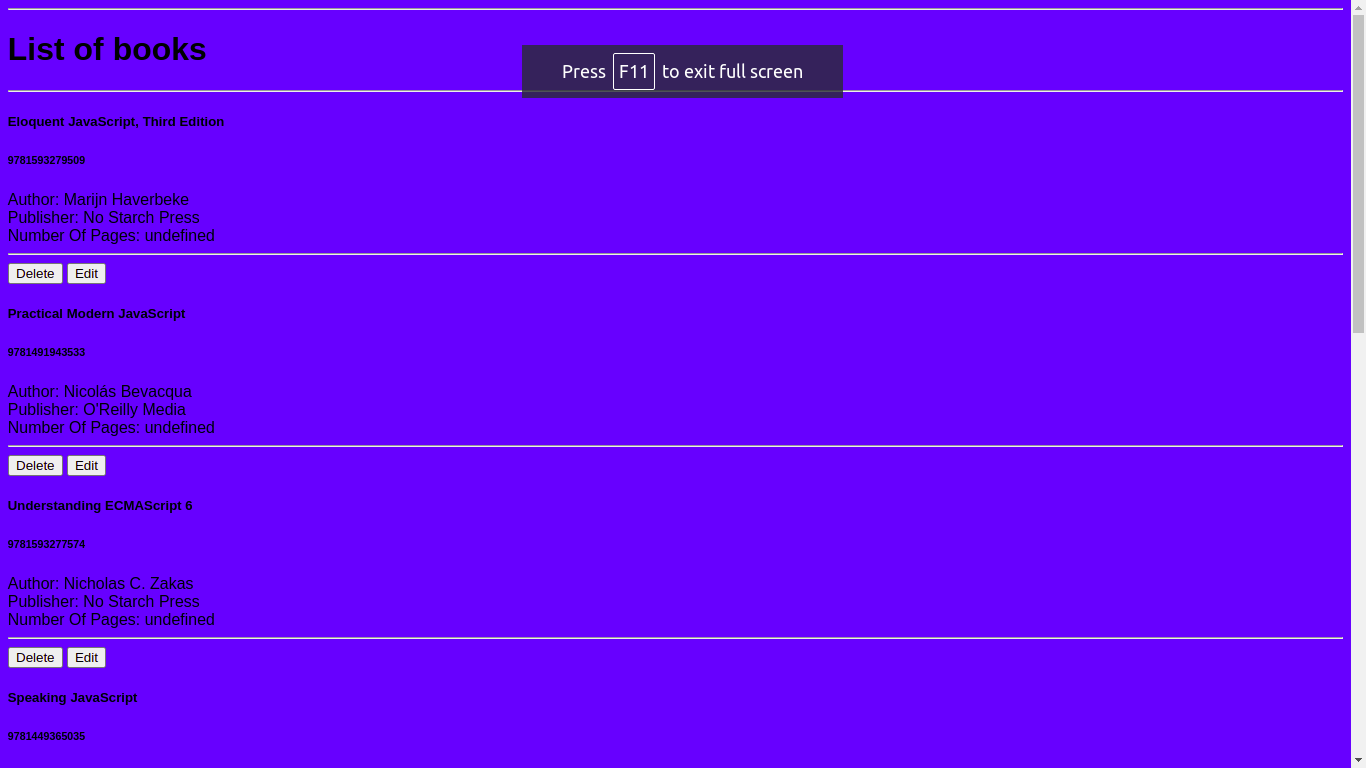 List of books
Press F11 to exit full screen
Eloquent JavaScript, Third Edition
9781593279509
Author: Marijn Haverbeke
Publisher: No Starch Press
Number Of Pages: undefined
Delete Edit
Practical Modern JavaScript
9781491943533
Author: Nicolás Bevacqua
Publisher: O'Reilly Media
Number Of Pages: undefined
Delete Edit
Understanding ECMAScript 6
9781593277574
Author: Nicholas C. Zakas
Publisher: No Starch Press
Number Of Pages: undefined
Delete Edit
Speaking JavaScript
9781449365035